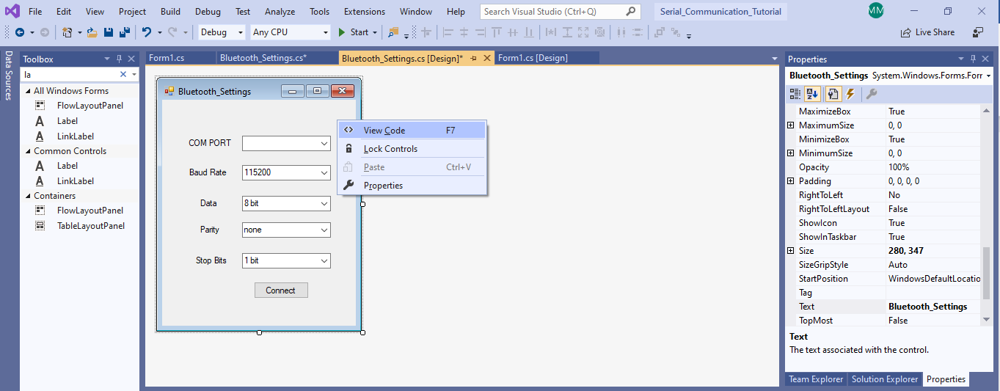 File Edit View Project Build Debug Test Analyze Tools Extensions Window Help Search Visual Studio (Ctrl+Q) Serial_Communication_Tutorial MM
Debug Any CPU Start Live Share
Data Sources
Toolbox
la
All Windows Forms
FlowLayoutPanel
Label
LinkLabel
Common Controls
Label
LinkLabel
Containers
FlowLayoutPanel
TableLayoutPanel
Form1.cs Bluetooth_Settings.cs* Bluetooth_Settings.cs [Design]* Form1.cs [Design]
Bluetooth_Settings
COM PORT
Baud Rate 115200
Data 8 bit
Parity none
Stop Bits 1 bit
Connect
View Code F7
Lock Controls
Paste Ctrl+V
Properties
Properties
Bluetooth_Settings System.Windows.Forms.Forr
MaximizeBox True
MaximumSize 0, 0
MinimizeBox True
MinimumSize 0, 0
Opacity 100%
Padding 0, 0, 0, 0
RightToLeft No
RightToLeftLayout False
ShowIcon True
ShowInTaskbar True
Size 280, 347
SizeGripStyle Auto
StartPosition WindowsDefaultLocatio
Tag
Text Bluetooth_Settings
TopMost False
Text
The text associated with the control.
Team Explorer Solution Explorer Properties